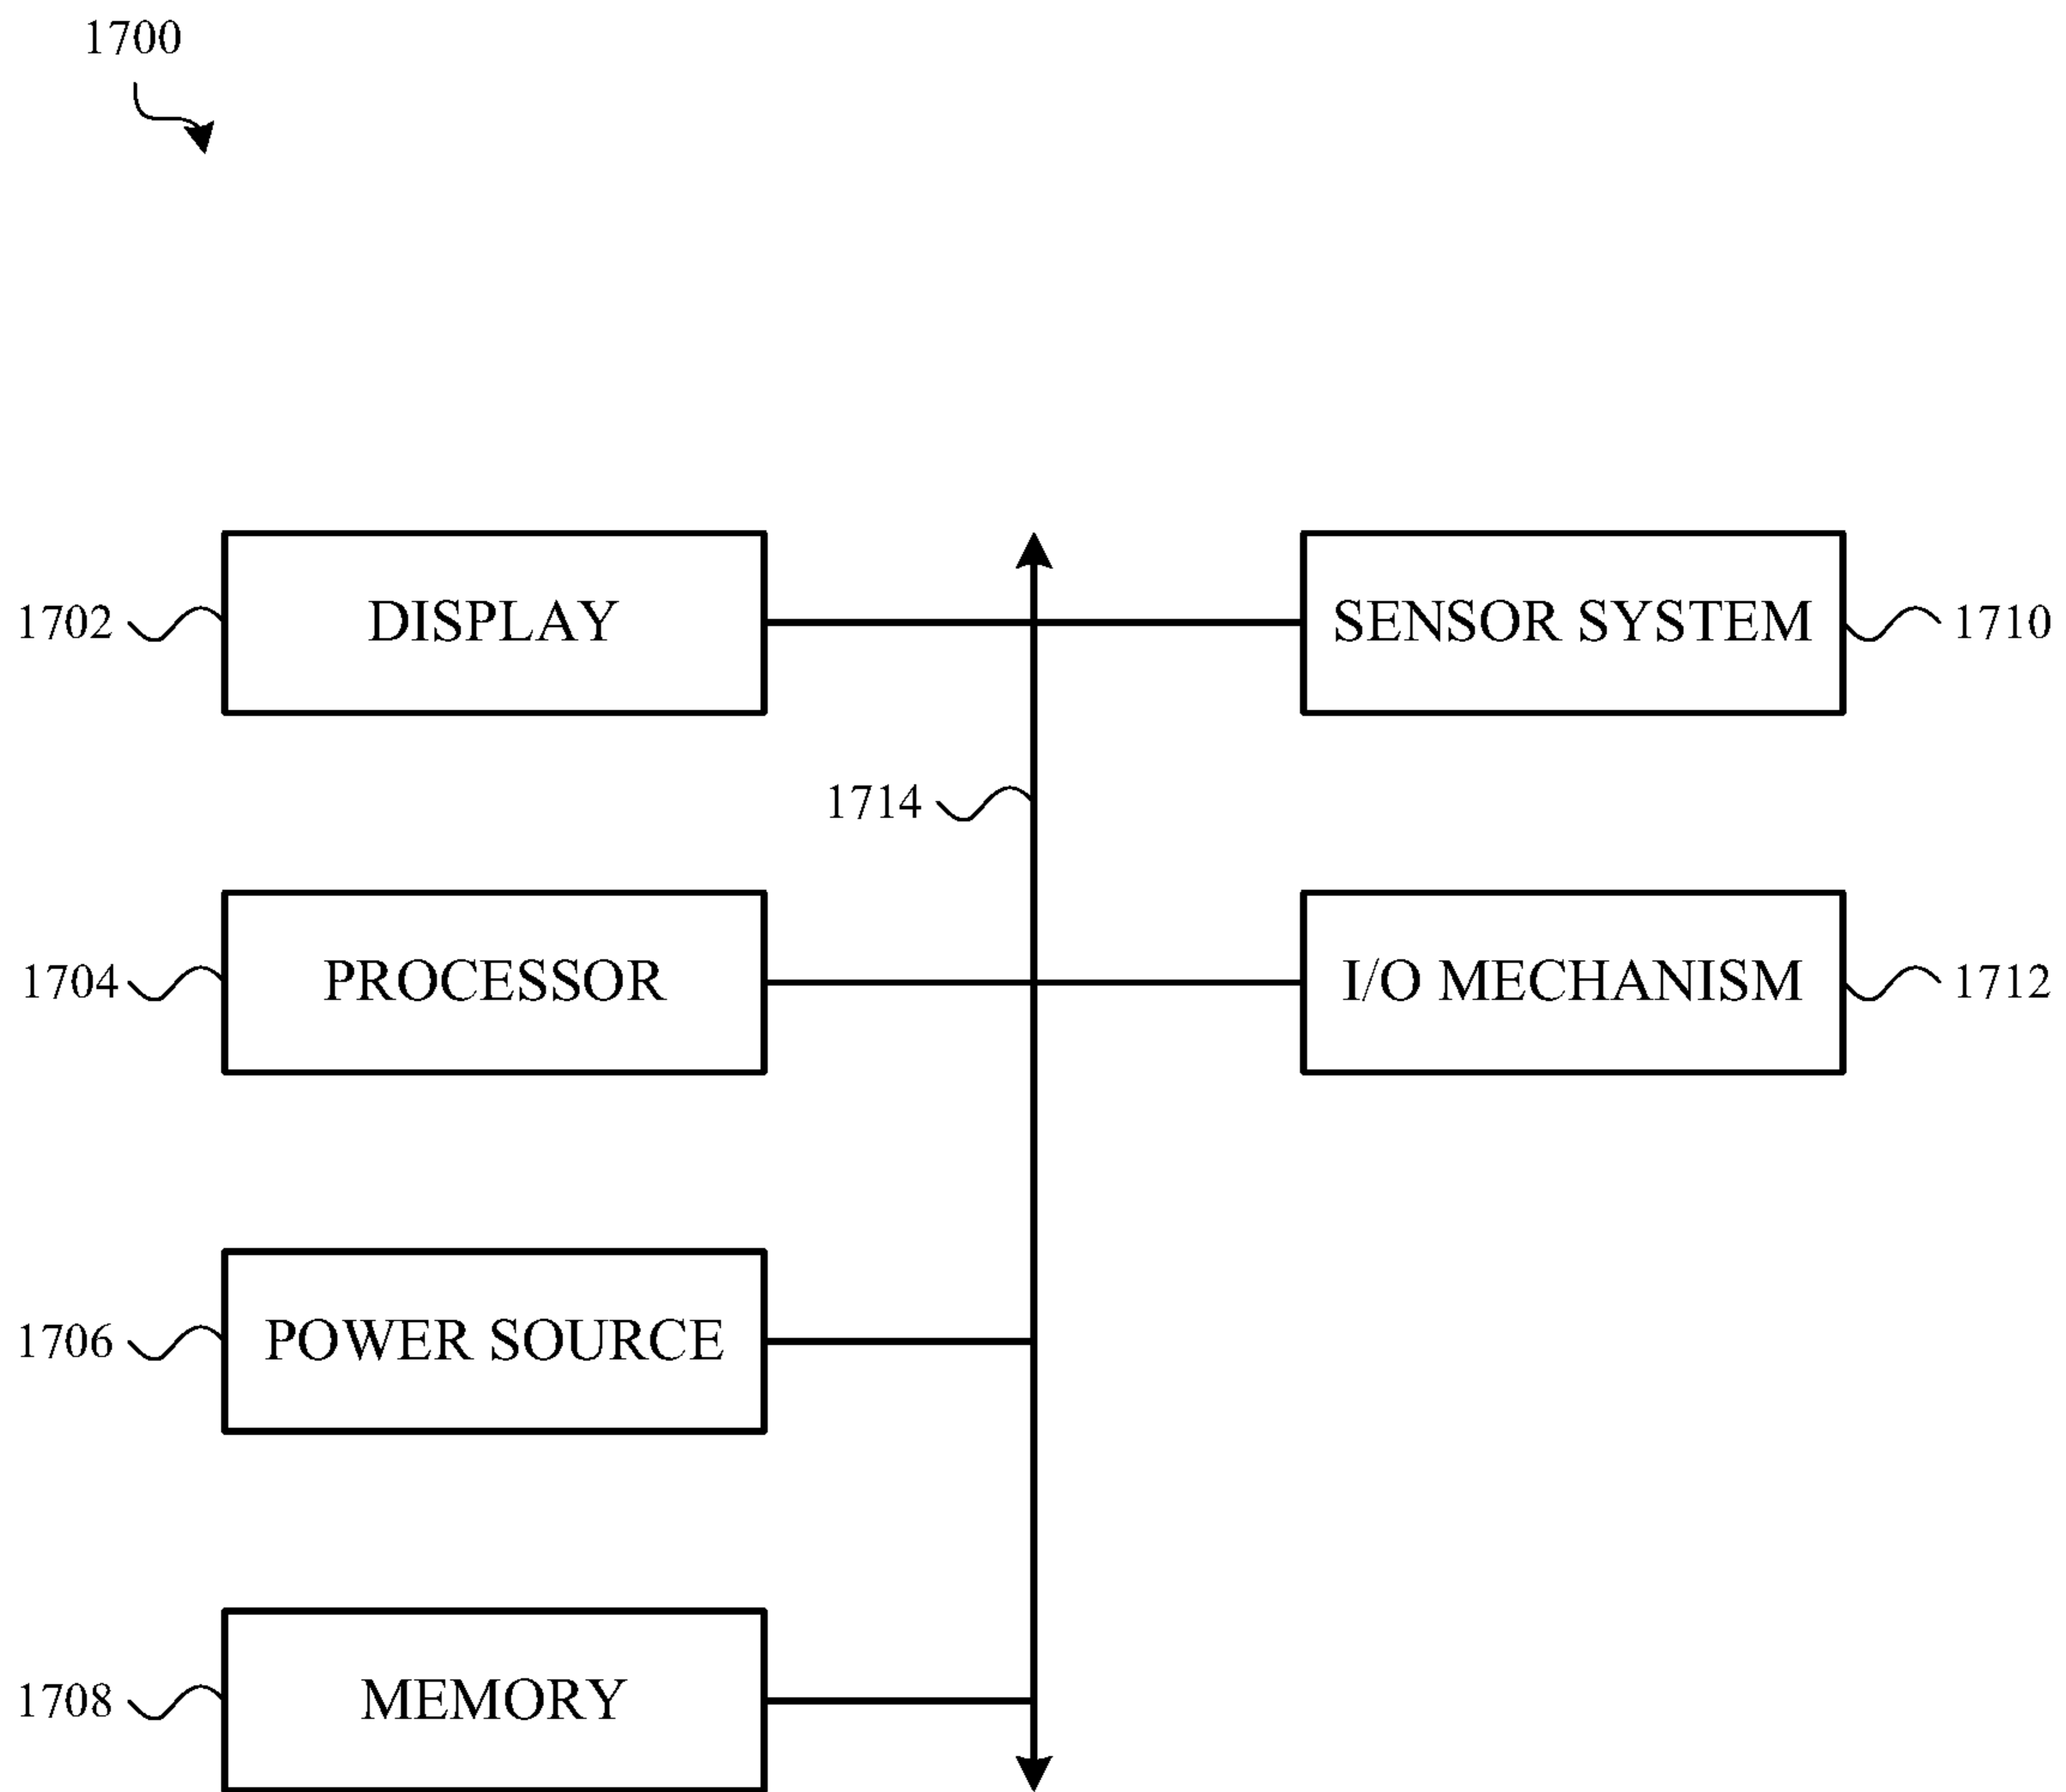 1700
1702 DISPLAY SENSOR SYSTEM 1710
1714
1704 PROCESSOR I/O MECHANISM 1712
1706 POWER SOURCE
1708 MEMORY